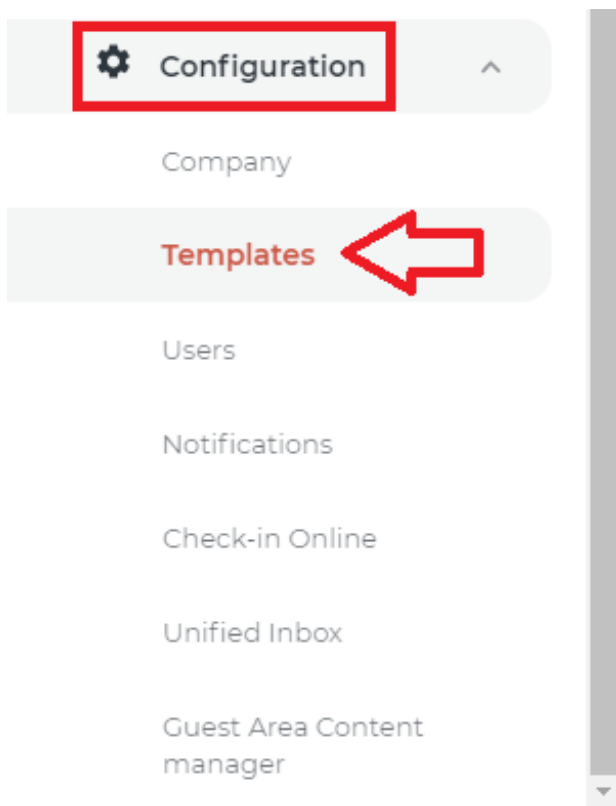 Configuration
Company
Templates
Users
Notifications
Check-in Online
Unified Inbox
Guest Area Content
manager